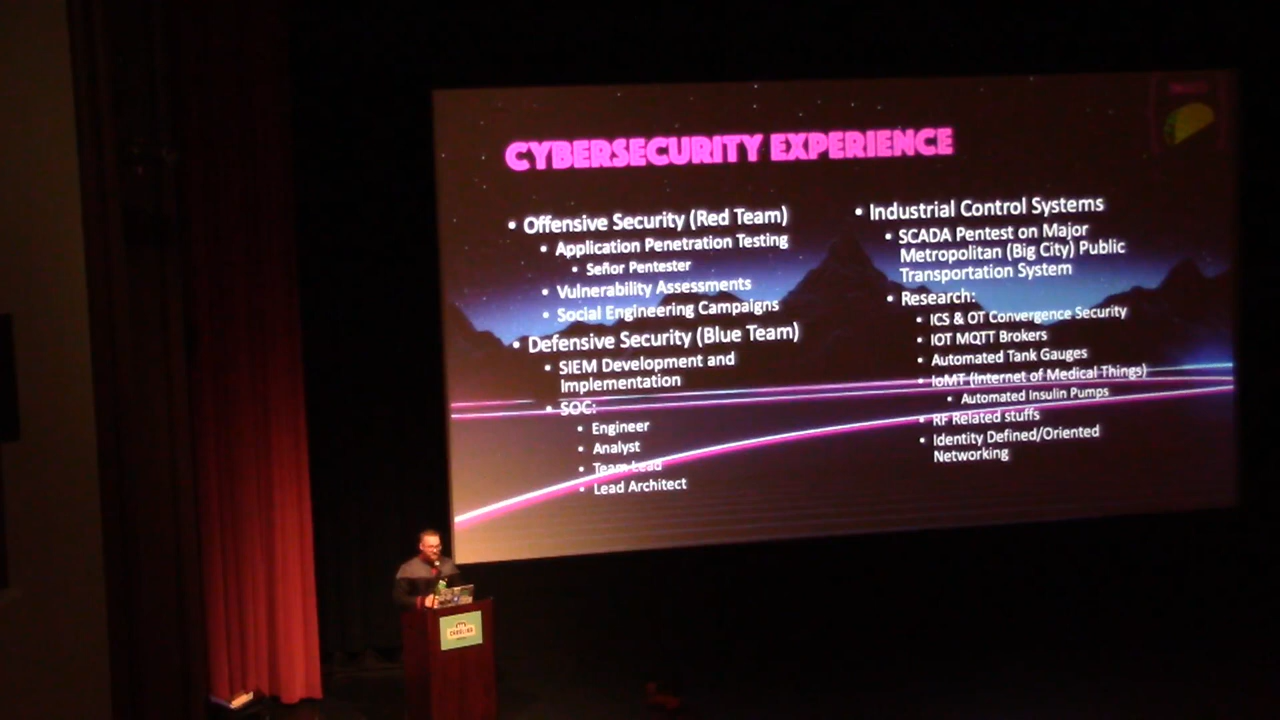 CYBERSECURITY EXPERIENCE
• Offensive Security (Red Team)
• Application Penetration Testing
• Señor Pentester
• Vulnerability Assessments
• Social Engineering Campaigns
• Defensive Security (Blue Team)
• SIEM Development and
Implementation
• SOC:
• Engineer
• Analyst
• Team Lead
• Lead Architect
• Industrial Control Systems
• SCADA Pentest on Major
Metropolitan (Big City) Public
Transportation System
• Research:
• ICS & OT Convergence Security
• IOT MQTT Brokers
• Automated Tank Gauges
• IoMT (Internet of Medical Things)
• Automated Insulin Pumps
• RF Related stuffs
• Identity Defined/Oriented
Networking
CAROLINA